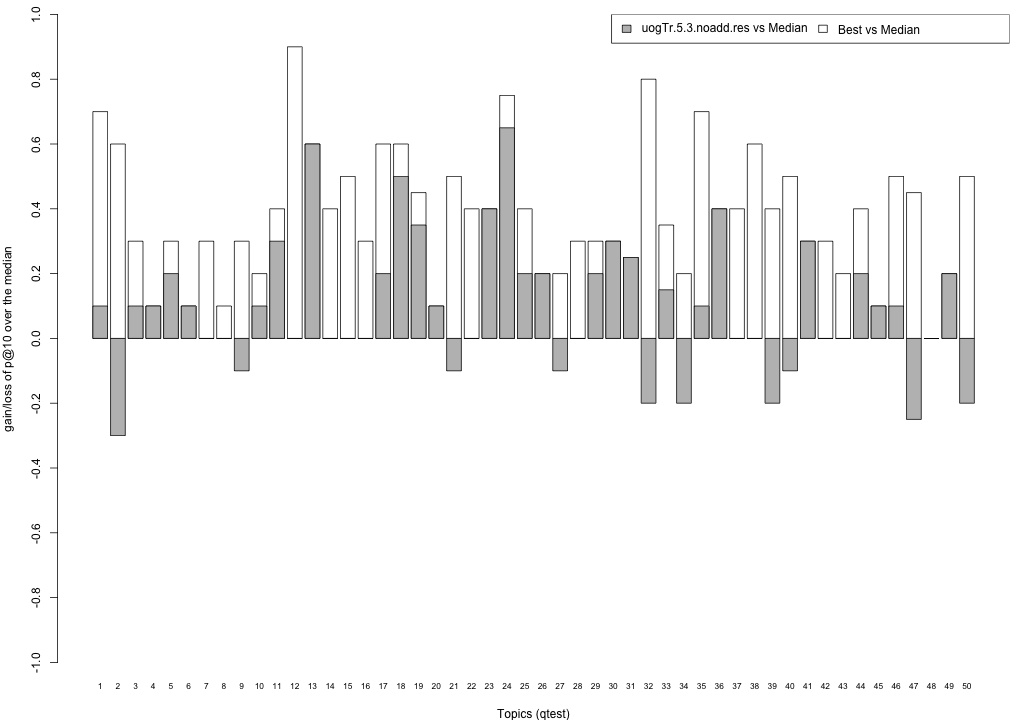 uogTr.5.3.noadd.res vs Median Best vs Median
1.0
0.8
0.6
0.4
0.2
0.0
-0.2
-0.4
-0.6
-0.8
-1.0
gain/loss of p@10 over the median
1 2 3 4 5 6 7 8 9 10 11 12 13 14 15 16 17 18 19 20 21 22 23 24 25 26 27 28 29 30 31 32 33 34 35 36 37 38 39 40 41 42 43 44 45 46 47 48 49 50
Topics (qtest)